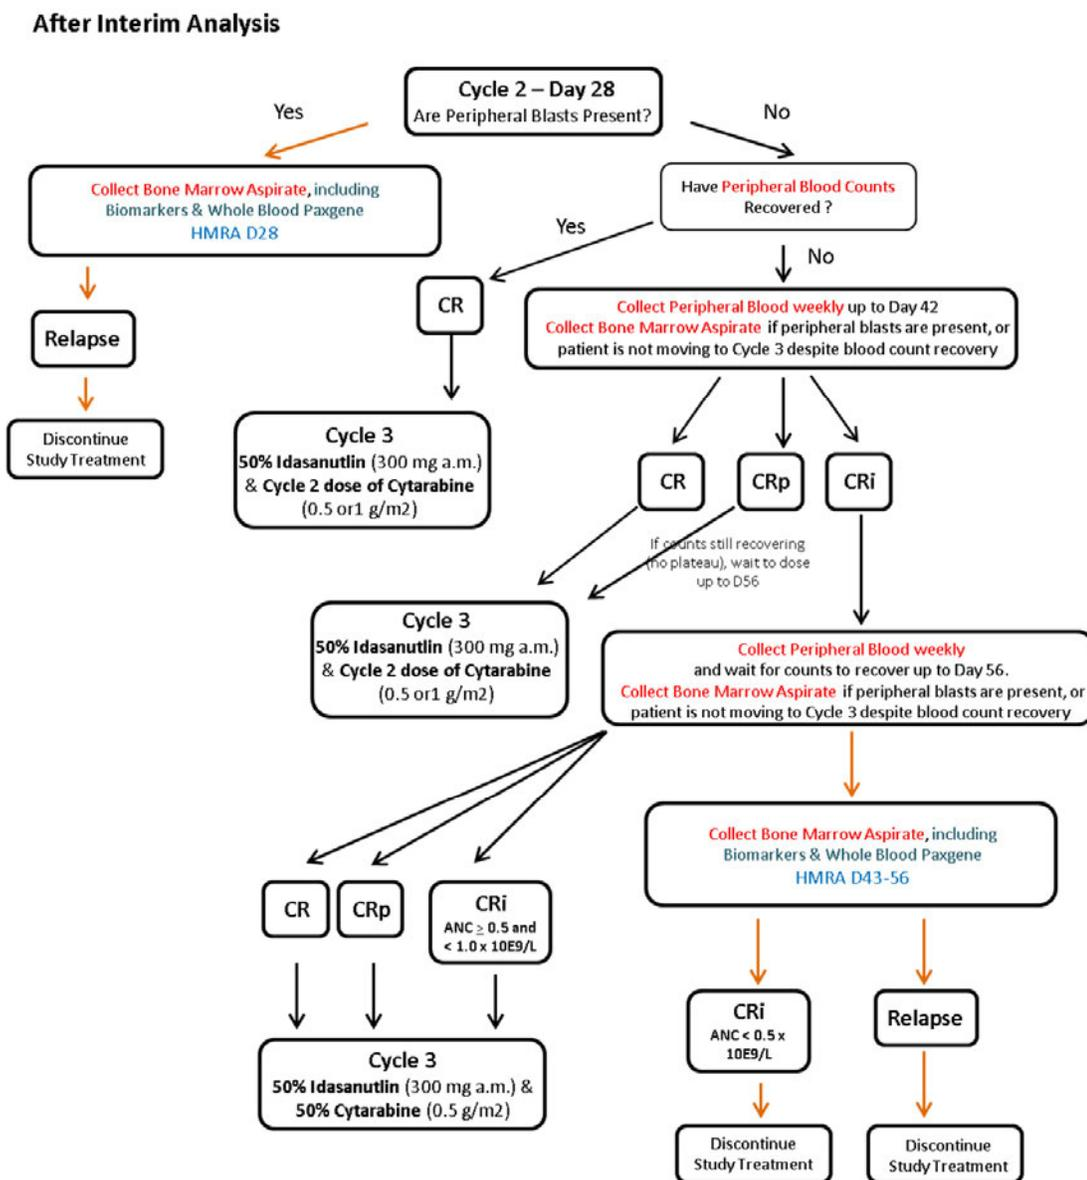 After Interim Analysis
Cycle 2 – Day 28
Are Peripheral Blasts Present?
Yes
No
Collect Bone Marrow Aspirate, including
Biomarkers & Whole Blood Paxgene
HMRA D28
Have Peripheral Blood Counts
Recovered ?
Yes
No
CR
Relapse
Collect Peripheral Blood weekly up to Day 42
Collect Bone Marrow Aspirate if peripheral blasts are present, or
patient is not moving to Cycle 3 despite blood count recovery
Discontinue
Study Treatment
Cycle 3
50% Idasanutlin (300 mg a.m.)
& Cycle 2 dose of Cytarabine
(0.5 or1 g/m2)
CR
CRp
CRi
If counts still recovering
(no plateau), wait to dose
up to D56
Cycle 3
50% Idasanutlin (300 mg a.m.)
& Cycle 2 dose of Cytarabine
(0.5 or1 g/m2)
Collect Peripheral Blood weekly
and wait for counts to recover up to Day 56.
Collect Bone Marrow Aspirate if peripheral blasts are present, or
patient is not moving to Cycle 3 despite blood count recovery
Collect Bone Marrow Aspirate, including
Biomarkers & Whole Blood Paxgene
HMRA D43-56
CR
CRp
CRi
ANC ≥ 0.5 and
< 1.0 x 10E9/L
CRi
ANC < 0.5 x
10E9/L
Relapse
Cycle 3
50% Idasanutlin (300 mg a.m.) &
50% Cytarabine (0.5 g/m2)
Discontinue
Study Treatment
Discontinue
Study Treatment